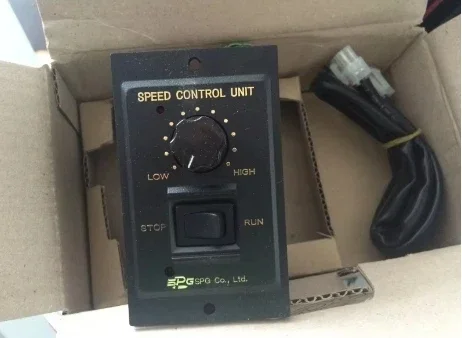 SPEED CONTROL UNIT
LOW HIGH
STOP RUN
SPG SPG Co., Ltd.